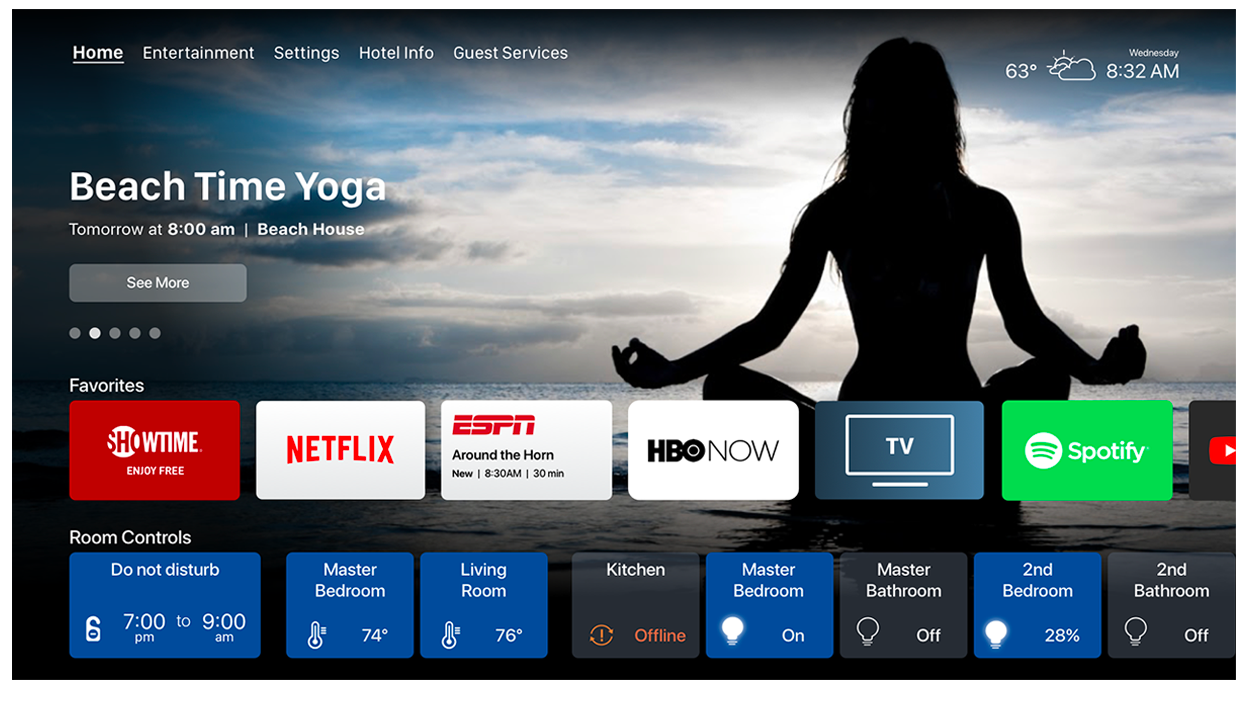 Home Entertainment Settings Hotel Info Guest Services
Wednesday
63° 8:32 AM
Beach Time Yoga
Tomorrow at 8:00 am | Beach House
See More
Favorites
SHOWTIME
ENJOY FREE
NETFLIX
ESPN
Around the Horn
New | 8:30AM | 30 min
HBO NOW
TV
Spotify
Room Controls
Do not disturb
7:00 pm to 9:00 am
Master
Bedroom
74°
Living
Room
76°
Kitchen
Offline
Master
Bedroom
On
Master
Bathroom
Off
2nd
Bedroom
28%
2nd
Bathroom
Off